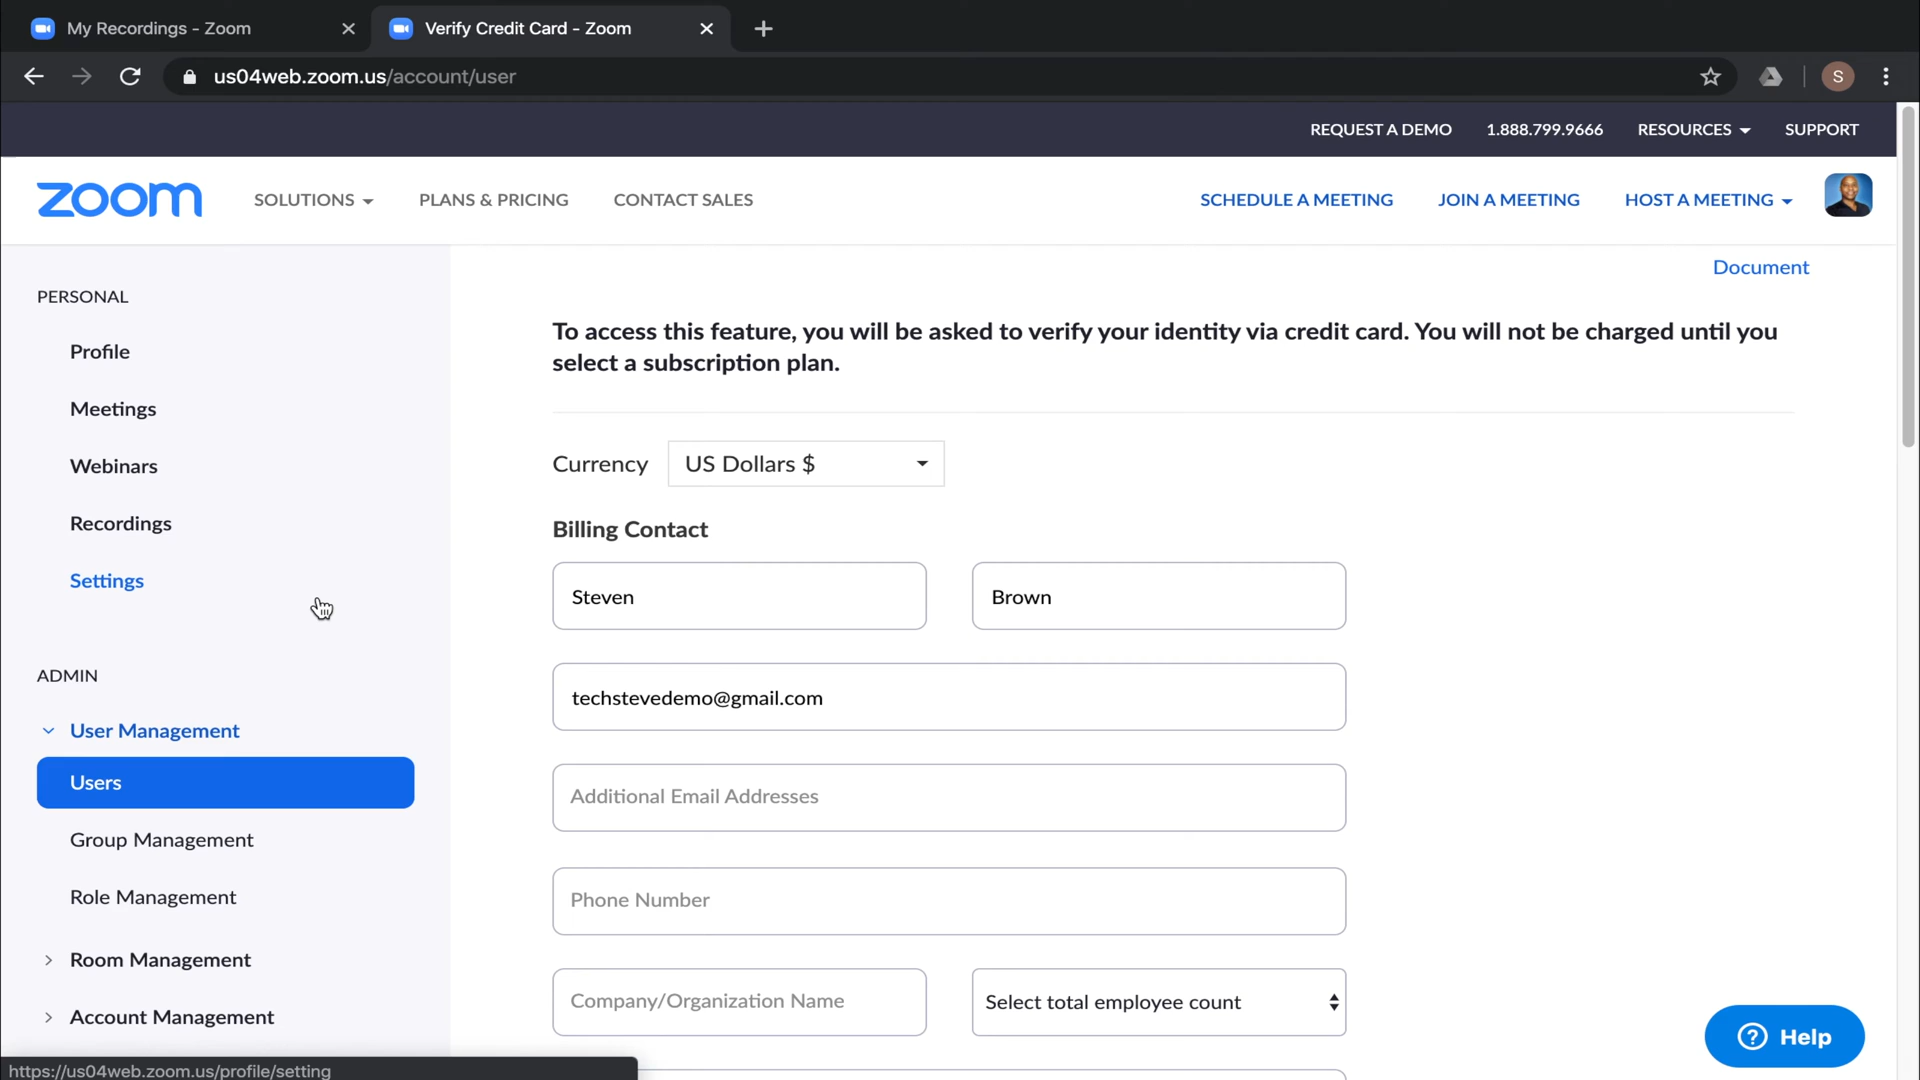 My Recordings - Zoom
Verify Credit Card - Zoom
us04web.zoom.us/account/user
S
REQUEST A DEMO 1.888.799.9666 RESOURCES SUPPORT
zoom SOLUTIONS PLANS & PRICING CONTACT SALES SCHEDULE A MEETING JOIN A MEETING HOST A MEETING
Document
PERSONAL
Profile
Meetings
Webinars
Recordings
Settings
ADMIN
User Management
Users
Group Management
Role Management
Room Management
Account Management
To access this feature, you will be asked to verify your identity via credit card. You will not be charged until you
select a subscription plan.
Currency US Dollars $
Billing Contact
Steven Brown
techstevedemo@gmail.com
Additional Email Addresses
Phone Number
Company/Organization Name Select total employee count
Help
https://us04web.zoom.us/profile/setting